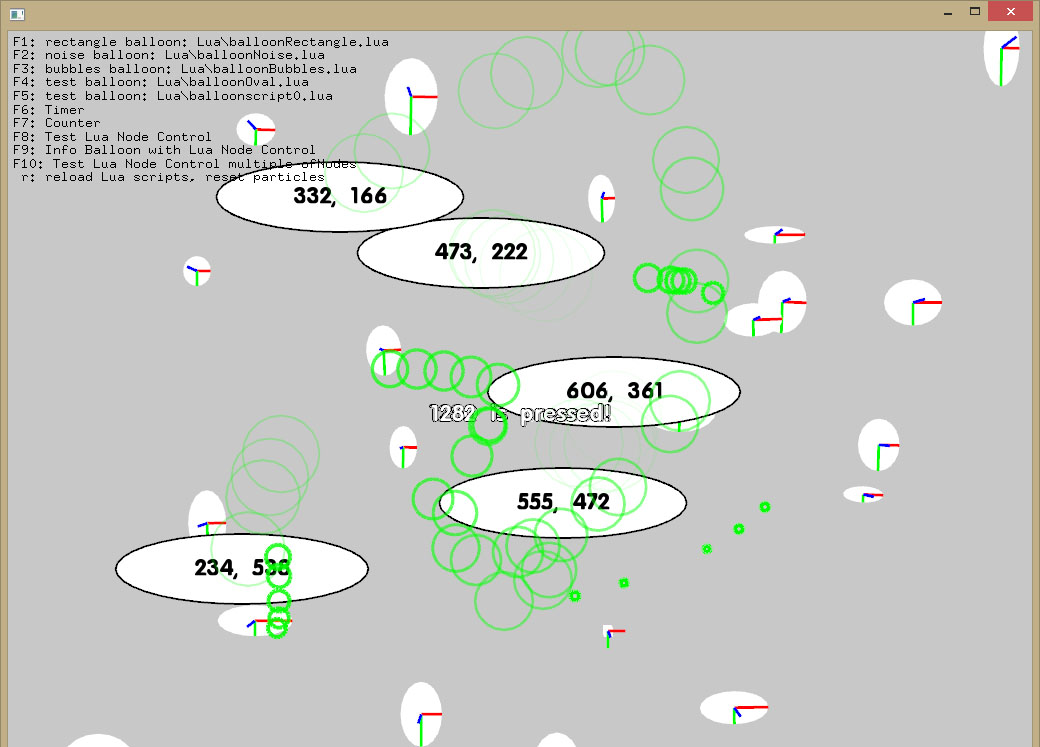 F1: rectangle balloon: Lua\balloonRectangle.lua
F2: noise balloon: Lua\balloonNoise.lua
F3: bubbles balloon: Lua\balloonBubbles.lua
F4: test balloon: Lua\balloonOval.lua
F5: test balloon: Lua\balloonscript0.lua
F6: Timer
F7: Counter
F8: Test Lua Node Control
F9: Info Balloon with Lua Node Control
F10: Test Lua Node Control multiple ofNodes
r: reload Lua scripts, reset particles
332, 166
473, 222
606, 361
1282 is pressed!
555, 472
234,